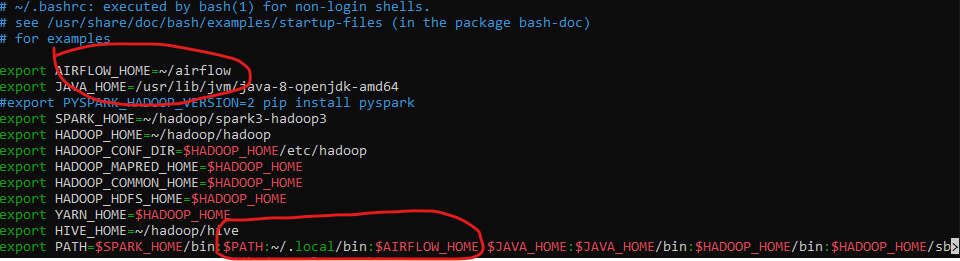 # ~/.bashrc: executed by bash(1) for non-login shells.
# see /usr/share/doc/bash/examples/startup-files (in the package bash-doc)
# for examples
export AIRFLOW_HOME=~/airflow
export JAVA_HOME=/usr/lib/jvm/java-8-openjdk-amd64
#export PYSPARK_HADOOP_VERSION=2 pip install pyspark
export SPARK_HOME=~/hadoop/spark3-hadoop3
export HADOOP_HOME=~/hadoop/hadoop
export HADOOP_CONF_DIR=$HADOOP_HOME/etc/hadoop
export HADOOP_MAPRED_HOME=$HADOOP_HOME
export HADOOP_COMMON_HOME=$HADOOP_HOME
export HADOOP_HDFS_HOME=$HADOOP_HOME
export YARN_HOME=$HADOOP_HOME
export HIVE_HOME=~/hadoop/hive
export PATH=$SPARK_HOME/bin:$PATH:~/.local/bin:$AIRFLOW_HOME:$JAVA_HOME:$JAVA_HOME/bin:$HADOOP_HOME/bin:$HADOOP_HOME/sb>